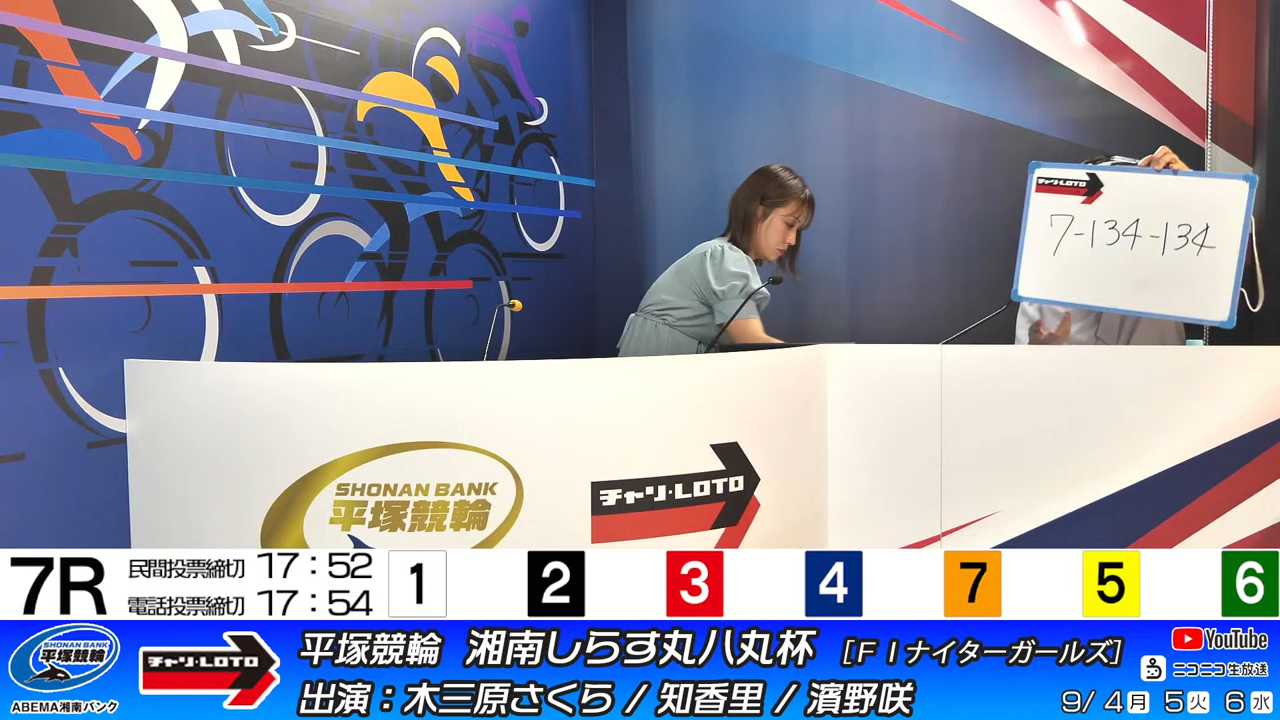 チャリ・LOTO
7-134-134
SHONAN BANK
平塚競輪
チャリ・LOTO
7R
民間投票締切 17:52
電話投票締切 17:54
1 2 3 4 7 5 6
SHONAN BANK
平塚競輪
ABEMA湘南バンク
チャリ・LOTO
平塚競輪 湘南しらす丸八丸杯 [FIナイターガールズ]
出演:木三原さくら / 知香里 / 濱野咲
YouTube
ニコニコ生放送
9/4月 5火 6水